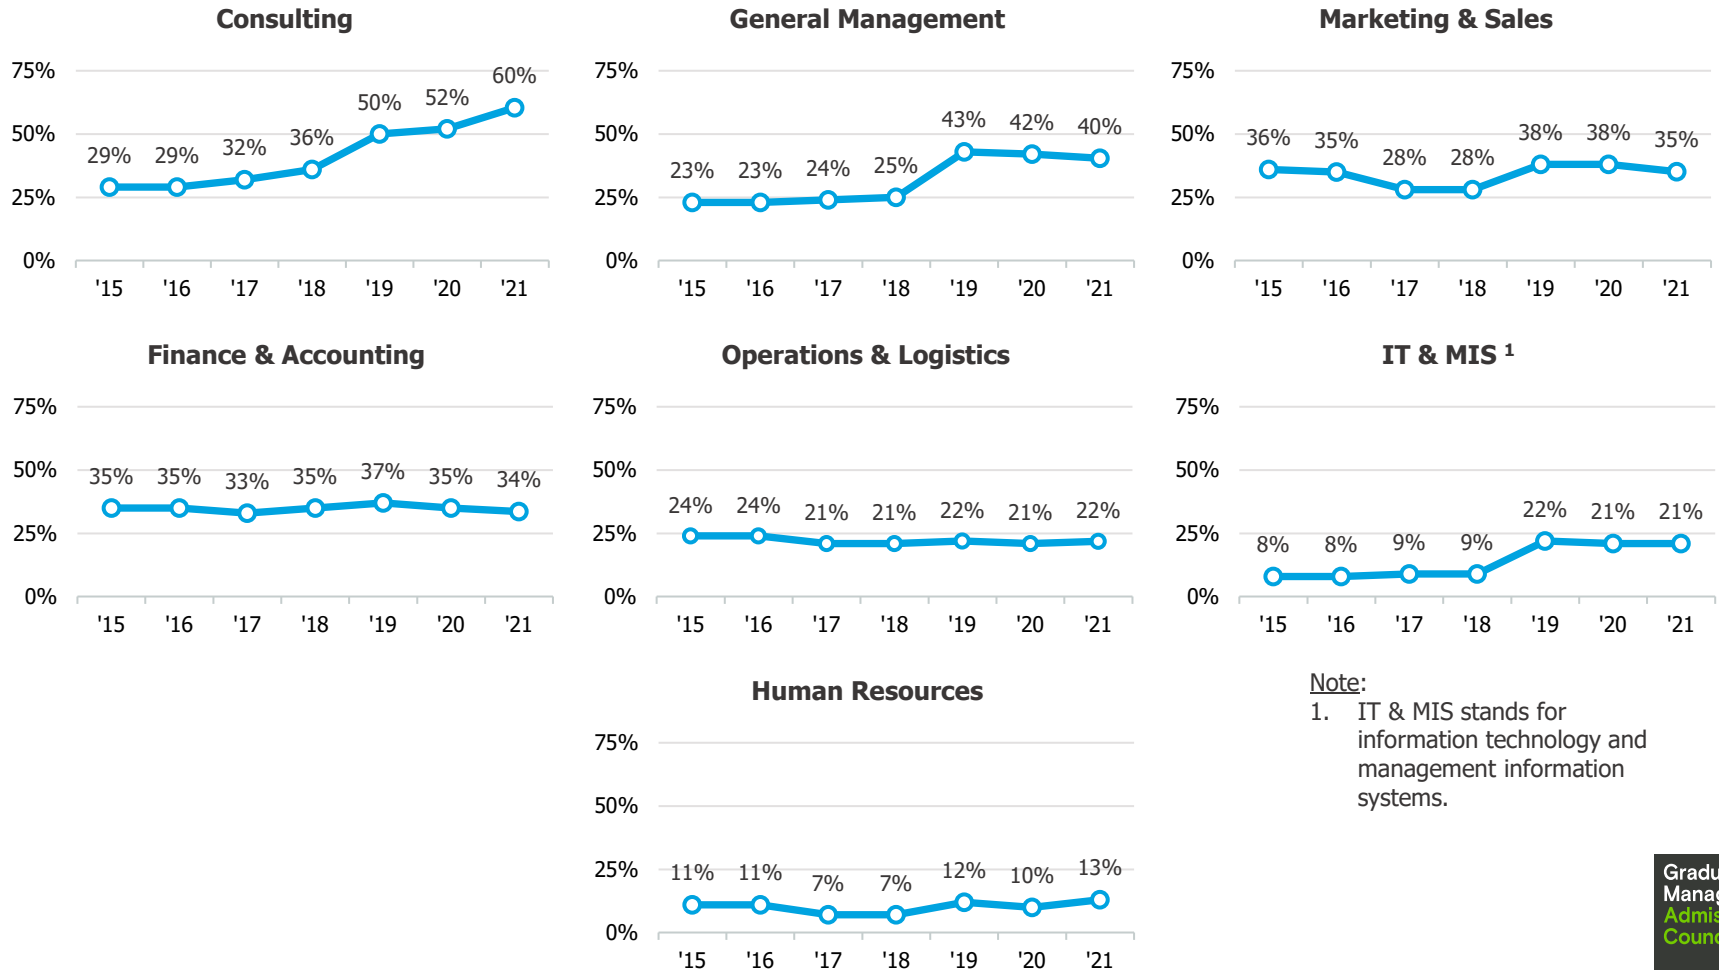 Consulting
75%
50%
25%
0%
29% 29% 32% 36% 50% 52% 60%
'15 '16 '17 '18 '19 '20 '21
General Management
75%
50%
25%
0%
23% 23% 24% 25% 43% 42% 40%
'15 '16 '17 '18 '19 '20 '21
Marketing & Sales
75%
50%
25%
0%
36% 35% 28% 28% 38% 38% 35%
'15 '16 '17 '18 '19 '20 '21
Finance & Accounting
75%
50%
25%
0%
35% 35% 33% 35% 37% 35% 34%
'15 '16 '17 '18 '19 '20 '21
Operations & Logistics
75%
50%
25%
0%
24% 24% 21% 21% 22% 21% 22%
'15 '16 '17 '18 '19 '20 '21
IT & MIS ¹
75%
50%
25%
0%
8% 8% 9% 9% 22% 21% 21%
'15 '16 '17 '18 '19 '20 '21
Human Resources
75%
50%
25%
0%
11% 11% 7% 7% 12% 10% 13%
'15 '16 '17 '18 '19 '20 '21
Note:
1. IT & MIS stands for
information technology and
management information
systems.
Gradu
Manag
Admis
Counc